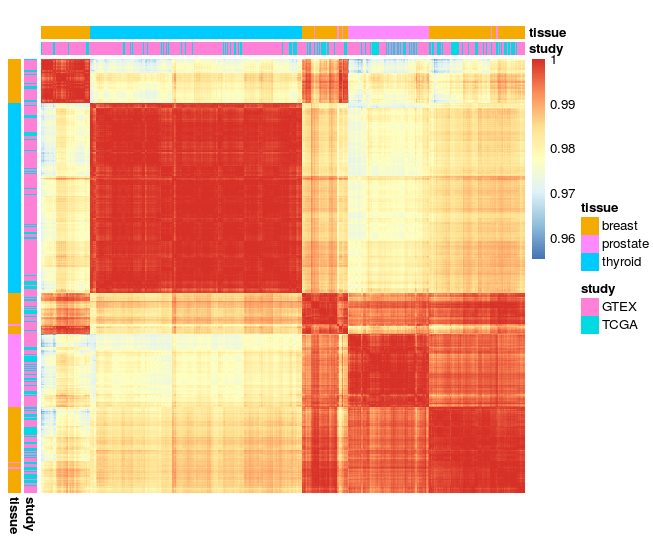 tissue
study
1
0.99
0.98
0.97
0.96
tissue
breast
prostate
thyroid
study
GTEX
TCGA
tissue
study